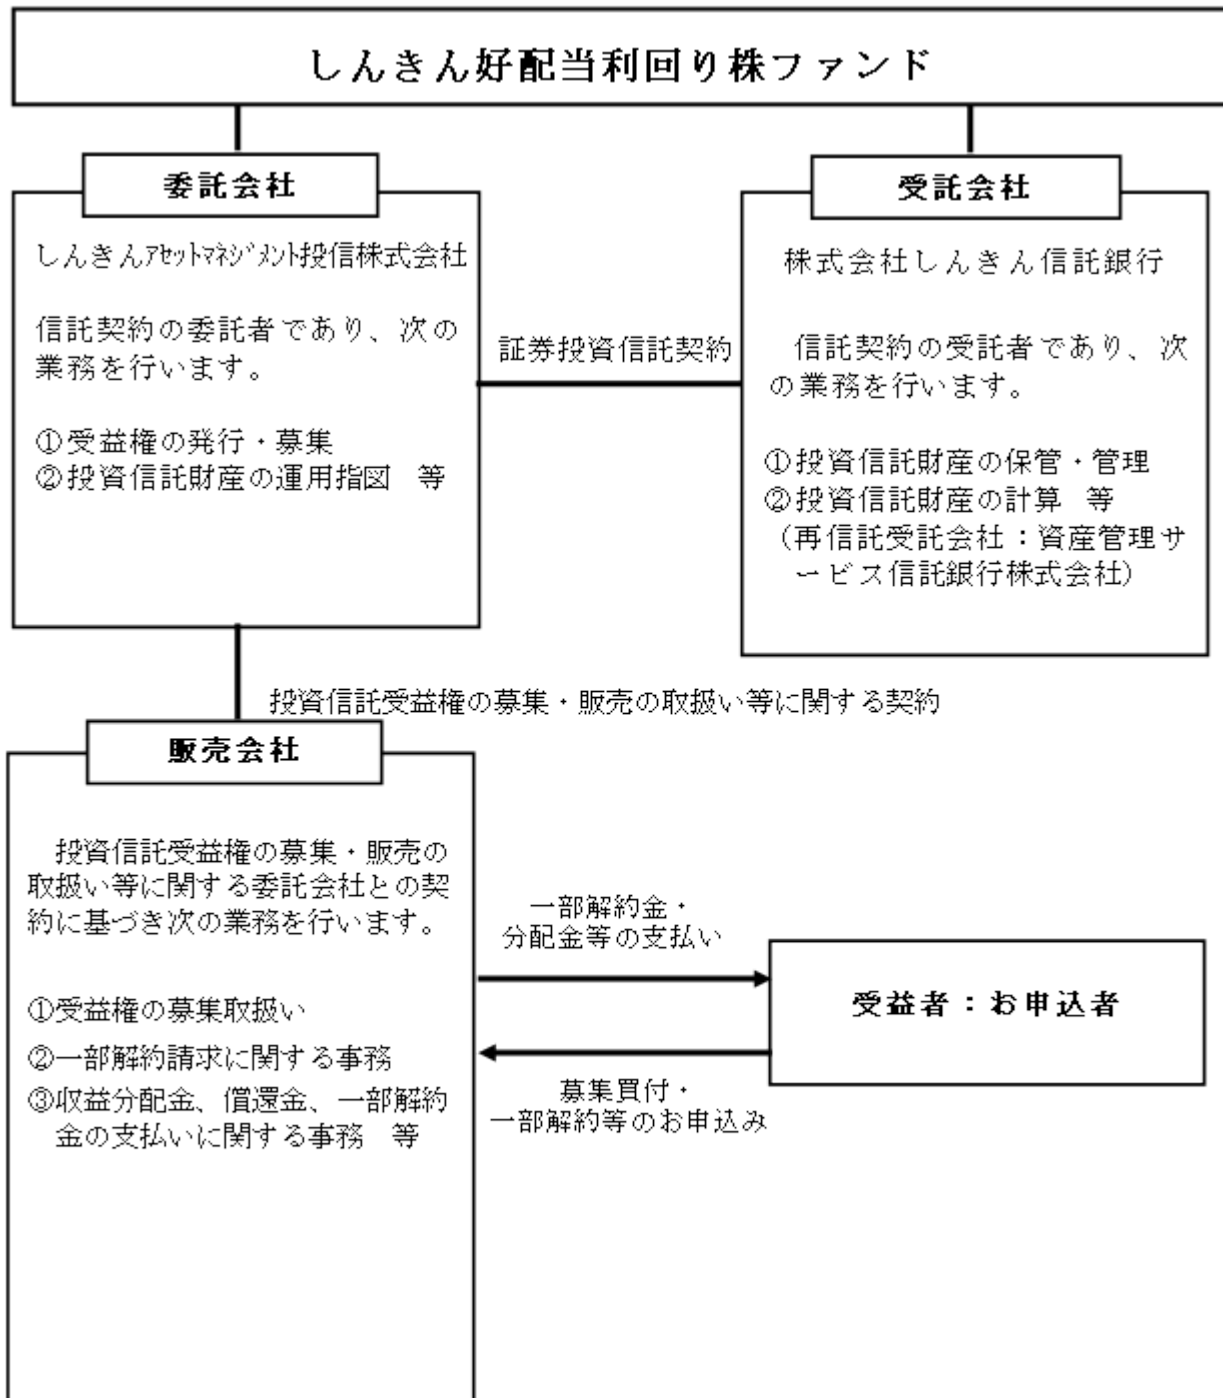 しんきん好配当利回り株ファンド
委託会社
しんきんｱｾｯﾄﾏﾈｼﾞﾒﾝﾄ投信株式会社
信託契約の委託者であり、次の
業務を行います。
①受益権の発行・募集
②投資信託財産の運用指図　等
証券投資信託契約
受託会社
株式会社しんきん信託銀行
信託契約の受託者であり、次
の業務を行います。
①投資信託財産の保管・管理
②投資信託財産の計算　等
（再信託受託会社：資産管理サ
ービス信託銀行株式会社）
投資信託受益権の募集・販売の取扱い等に関する契約
販売会社
投資信託受益権の募集・販売の
取扱い等に関する委託会社との契
約に基づき次の業務を行います。
①受益権の募集取扱い
②一部解約請求に関する事務
③収益分配金、償還金、一部解約
金の支払いに関する事務　等
一部解約金・
分配金等の支払い
受益者：お申込者
募集買付・
一部解約等のお申込み